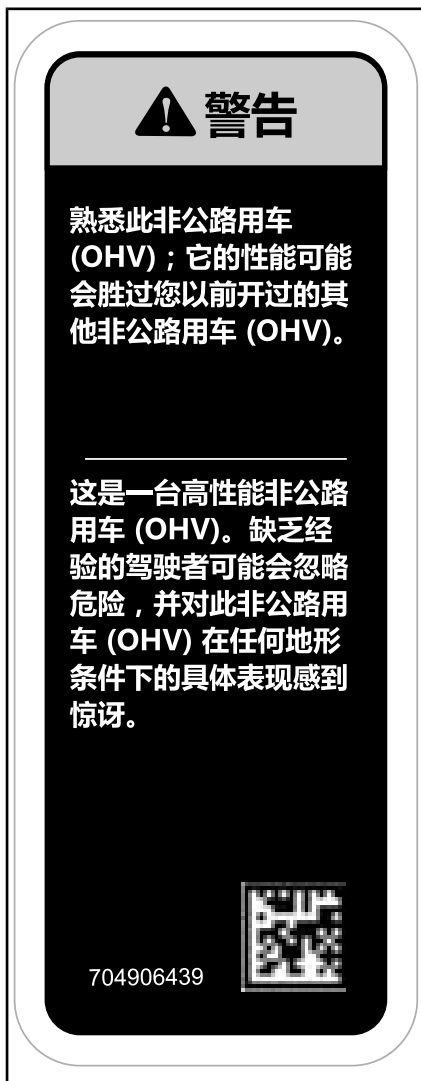 警告
熟悉此非公路用车
(OHV)；它的性能可能
会胜过您以前开过的其
他非公路用车 (OHV)。
这是一台高性能非公路
用车 (OHV)。缺乏经
验的驾驶者可能会忽略
危险，并对此非公路用
车 (OHV) 在任何地形
条件下的具体表现感到
惊讶。
704906439